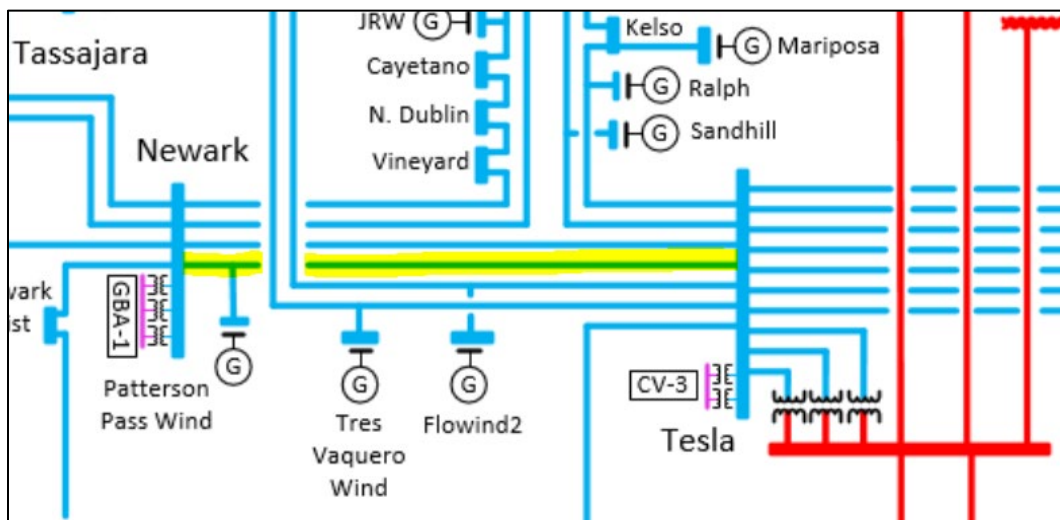 JRW
G
Kelso
G
Mariposa
Tassajara
Cayetano
G
Ralph
N. Dublin
G
Sandhill
Newark
Vineyard
wark
ist
GBA-1
G
G
G
Patterson
Pass Wind
Tres
Vaquero
Wind
Flowind2
CV-3
Tesla